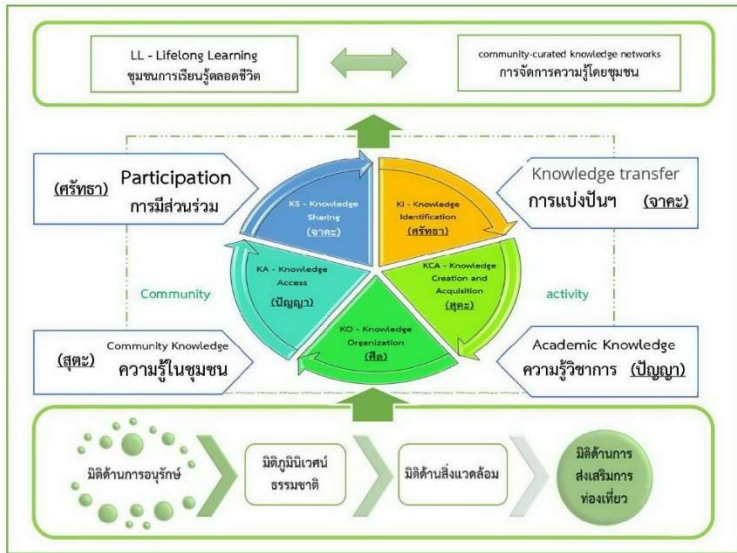 LL - Lifelong Learning
ชุมชนการเรียนรู้ตลอดชีวิต
community-curated knowledge networks
การจัดการความรู้โดยชุมชน
(ศรัทธา) Participation
การมีส่วนร่วม
KS - Knowledge
Sharing
(จาคะ)
KI - Knowledge
Identification
(ศรัทธา)
Knowledge transfer
การแบ่งปันฯ (จาคะ)
Community
KA - Knowledge
Access
(ปัญญา)
KCA - Knowledge
Creation and
Acquisition
(สุตะ)
activity
KO - Knowledge
Organization
(ศีล)
(สุตะ) Community Knowledge
ความรู้ในชุมชน
Academic Knowledge
ความรู้วิชาการ (ปัญญา)
มิติด้านการอนุรักษ์
มิติภูมินิเวศน์
ธรรมชาติ
มิติด้านสิ่งแวดล้อม
มิติด้านการ
ส่งเสริมการ
ท่องเที่ยว